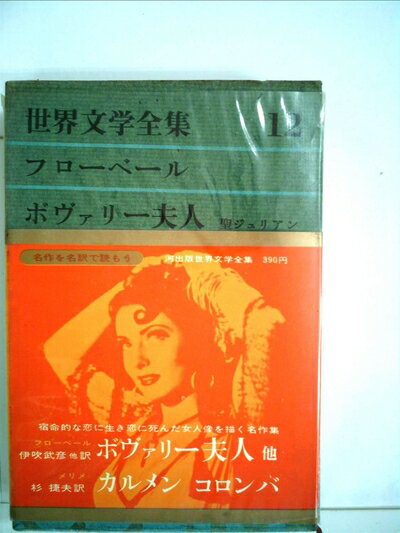 世界文学全集 12
フローベール
ボヴァリー夫人 聖ジュリアン
名作を名訳で読もう
河出版世界文学全集 390円
宿命的な恋に生き恋に死んだ女人像を描く名作集
フローベール
伊吹武彦他訳 ボヴァリー夫人 他
メリメ
杉 捷夫訳 カルメン コロンバ